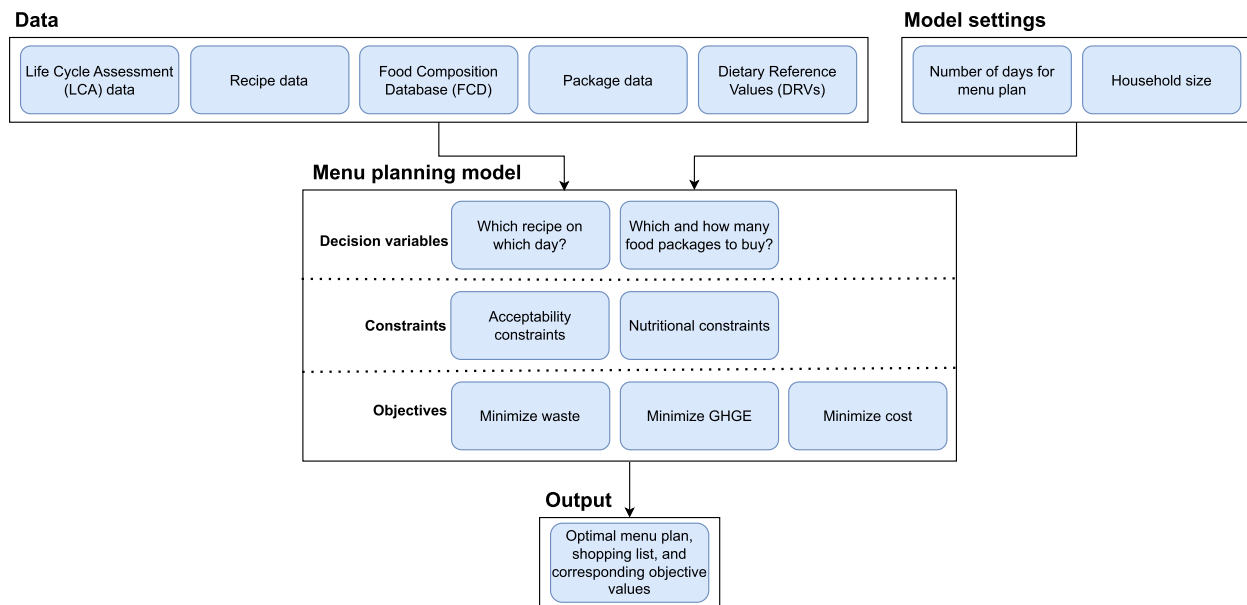 Data
Model settings
Life Cycle Assessment
(LCA) data
Recipe data
Food Composition
Database (FCD)
Package data
Dietary Reference
Values (DRVs)
Number of days for
menu plan
Household size
Menu planning model
Decision variables
Which recipe on
which day?
Which and how many
food packages to buy?
Constraints
Acceptability
constraints
Nutritional constraints
Objectives
Minimize waste
Minimize GHGE
Minimize cost
Output
Optimal menu plan,
shopping list, and
corresponding objective
values